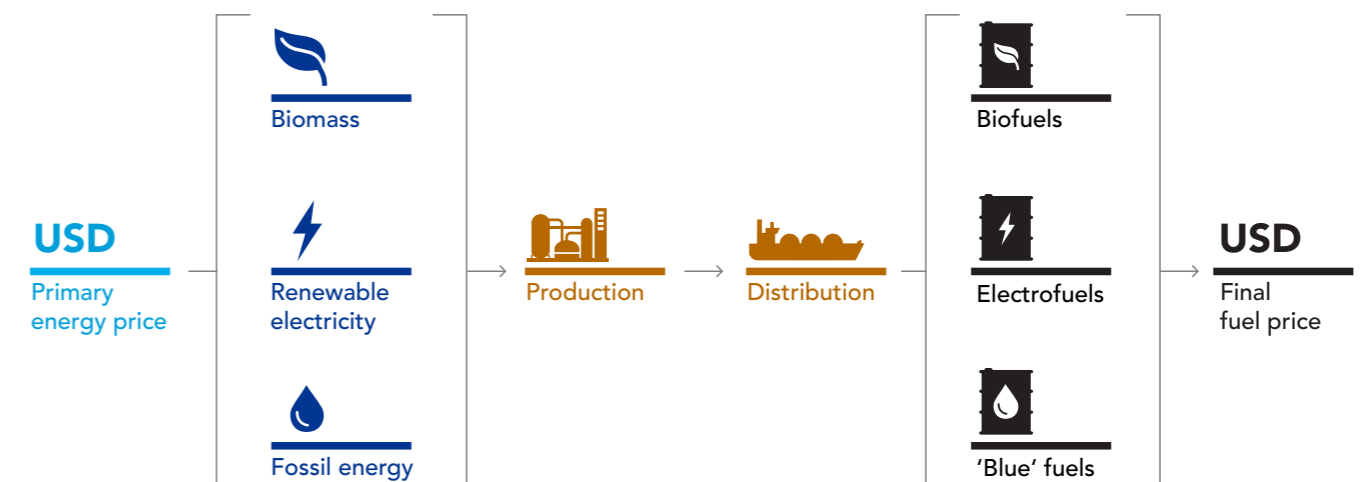 USD
Primary
energy price
Biomass
Renewable
electricity
Fossil energy
Production
Distribution
Biofuels
Electrofuels
‘Blue’ fuels
USD
Final
fuel price